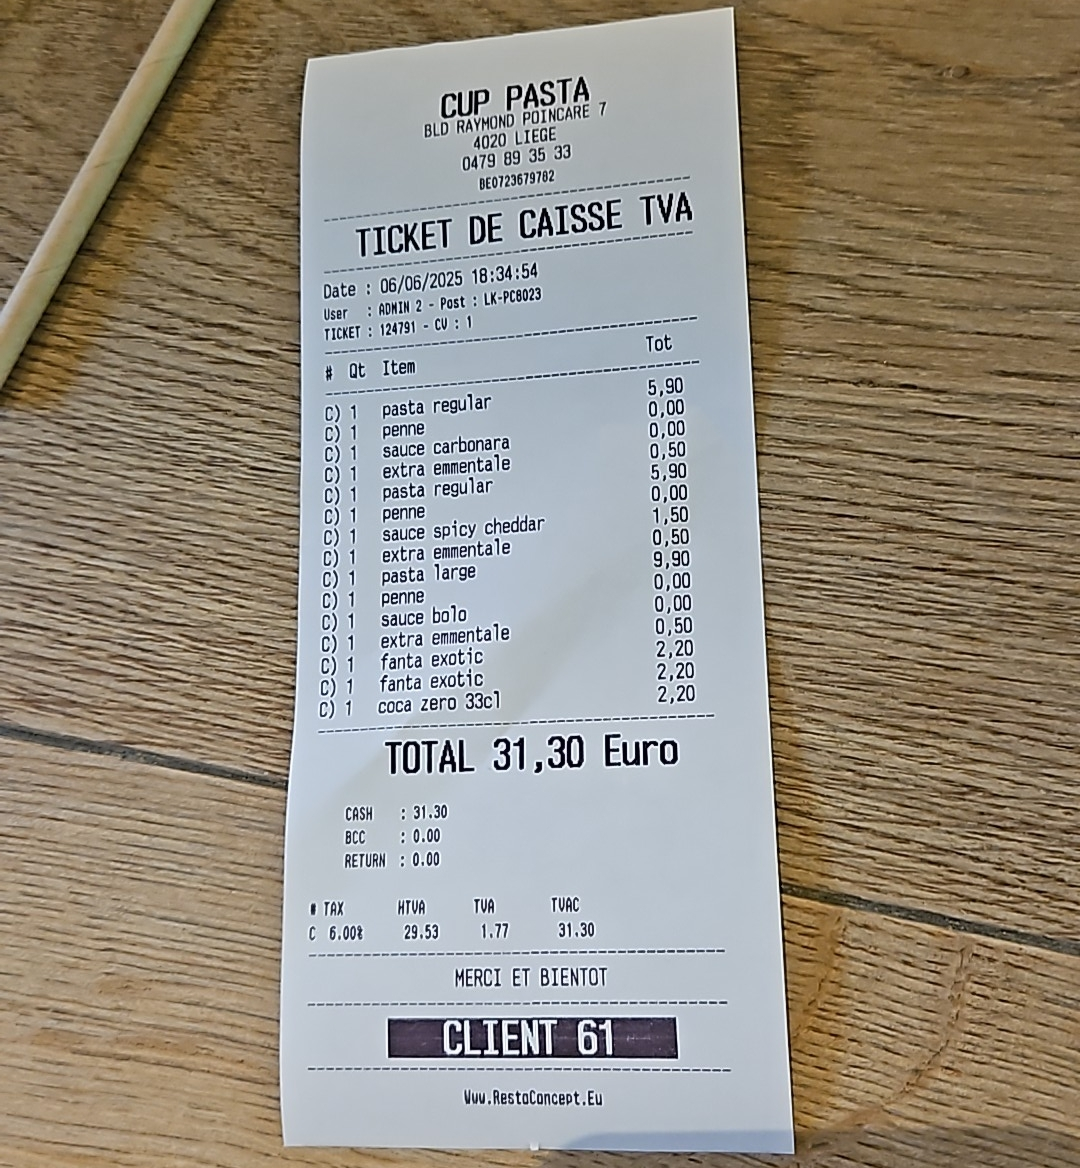 CUP PASTA
BLD RAYMOND POINCARE 7
4020 LIEGE
0479 89 35 33
BE0723679782
TICKET DE CAISSE TVA
Date : 06/06/2025 18:34:54
User : ADMIN 2 - Post : LK-PC8023
TICKET : 124791 - CV : 1
# Qt Item Tot
C) 1 pasta regular 5,90
C) 1 penne 0,00
C) 1 sauce carbonara 0,00
C) 1 extra emmentale 0,50
C) 1 pasta regular 5,90
C) 1 penne 0,00
C) 1 sauce spicy cheddar 1,50
C) 1 extra emmentale 0,50
C) 1 pasta large 9,90
C) 1 penne 0,00
C) 1 sauce bolo 0,00
C) 1 extra emmentale 0,50
C) 1 fanta exotic 2,20
C) 1 fanta exotic 2,20
C) 1 coca zero 33cl 2,20
TOTAL 31,30 Euro
CASH : 31.30
BCC : 0.00
RETURN : 0.00
# TAX HTVA TVA TVAC
C 6.00% 29.53 1.77 31.30
MERCI ET BIENTOT
CLIENT 61
Www.RestoConcept.Eu